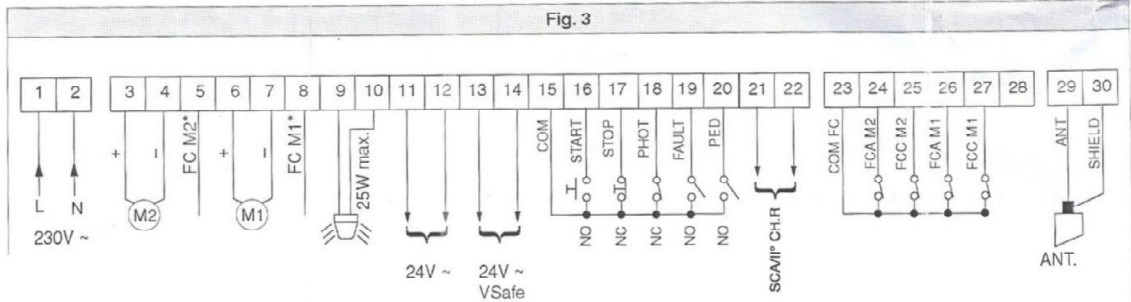 Fig. 3
1 2 3 4 5 6 7 8 9 10 11 12 13 14 15 16 17 18 19 20 21 22 23 24 25 26 27 28 29 30
+ − FC M2* + − FC M1* 25W max. COM START STOP PHOT FAULT PED COM FC FCA M2 FCC M2 FCA M1 FCC M1 ANT SHIELD
L N M2 M1
230V ~
NO NC NC NO NO
SCA/II° CH.R
24V ~ 24V ~
VSafe
ANT.